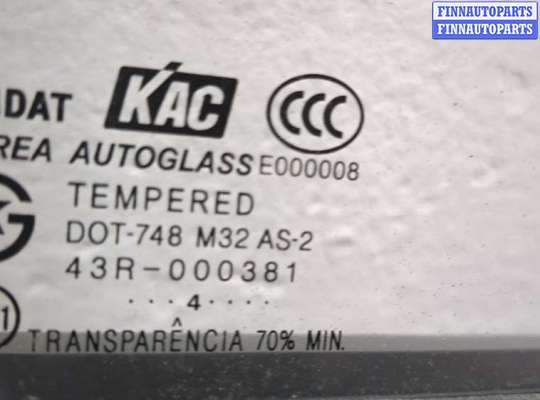 FINNAUTOPARTS
FINNAUTOPARTS
DAT KAC CCC
REA AUTOGLASS E000008
TEMPERED
DOT-748 M32 AS-2
43R-000381
...4....
1 TRANSPARÊNCIA 70% MIN.